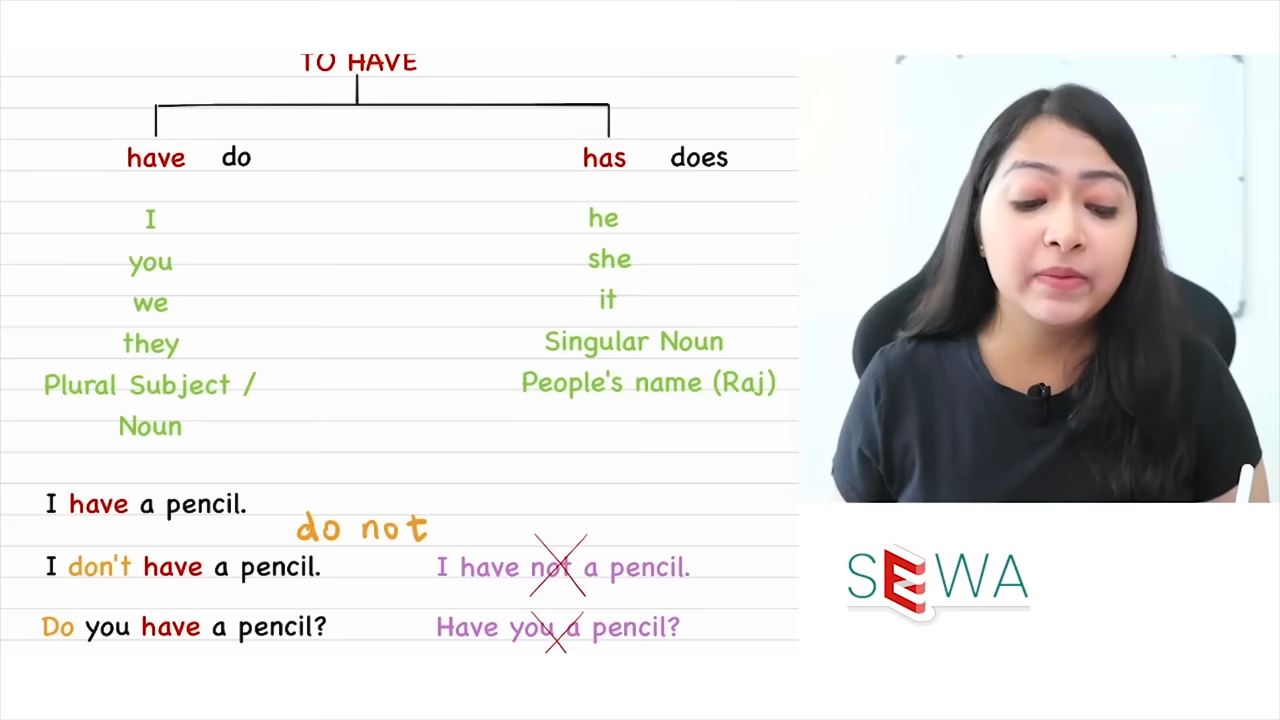 TO HAVE
have do
has does
I
you
we
they
Plural Subject /
Noun
he
she
it
Singular Noun
People's name (Raj)
I have a pencil.
do not
I don't have a pencil.
I have not a pencil.
Do you have a pencil?
Have you a pencil?
SEWA